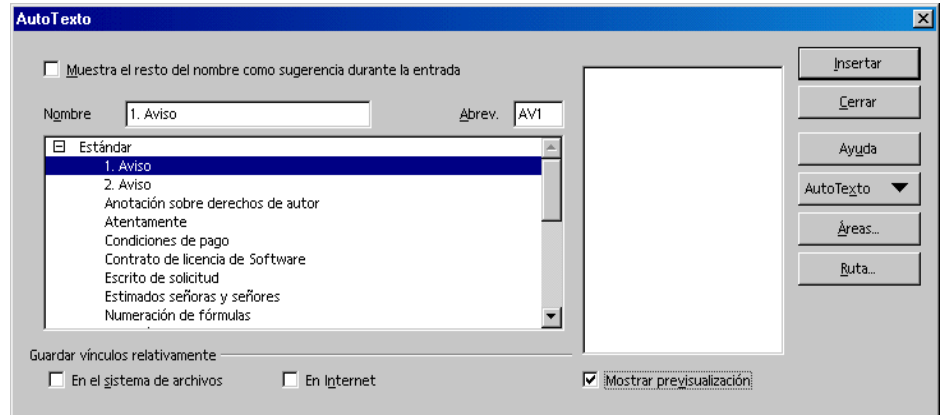 AutoTexto
Muestra el resto del nombre como sugerencia durante la entrada
Nombre 1. Aviso Abrev. AV1
Estándar
1. Aviso
2. Aviso
Anotación sobre derechos de autor
Atentamente
Condiciones de pago
Contrato de licencia de Software
Escrito de solicitud
Estimados señoras y señores
Numeración de fórmulas
Guardar vínculos relativamente
En el sistema de archivos En Internet Mostrar previsualización
Insertar
Cerrar
Ayuda
AutoTexto
Áreas...
Ruta...